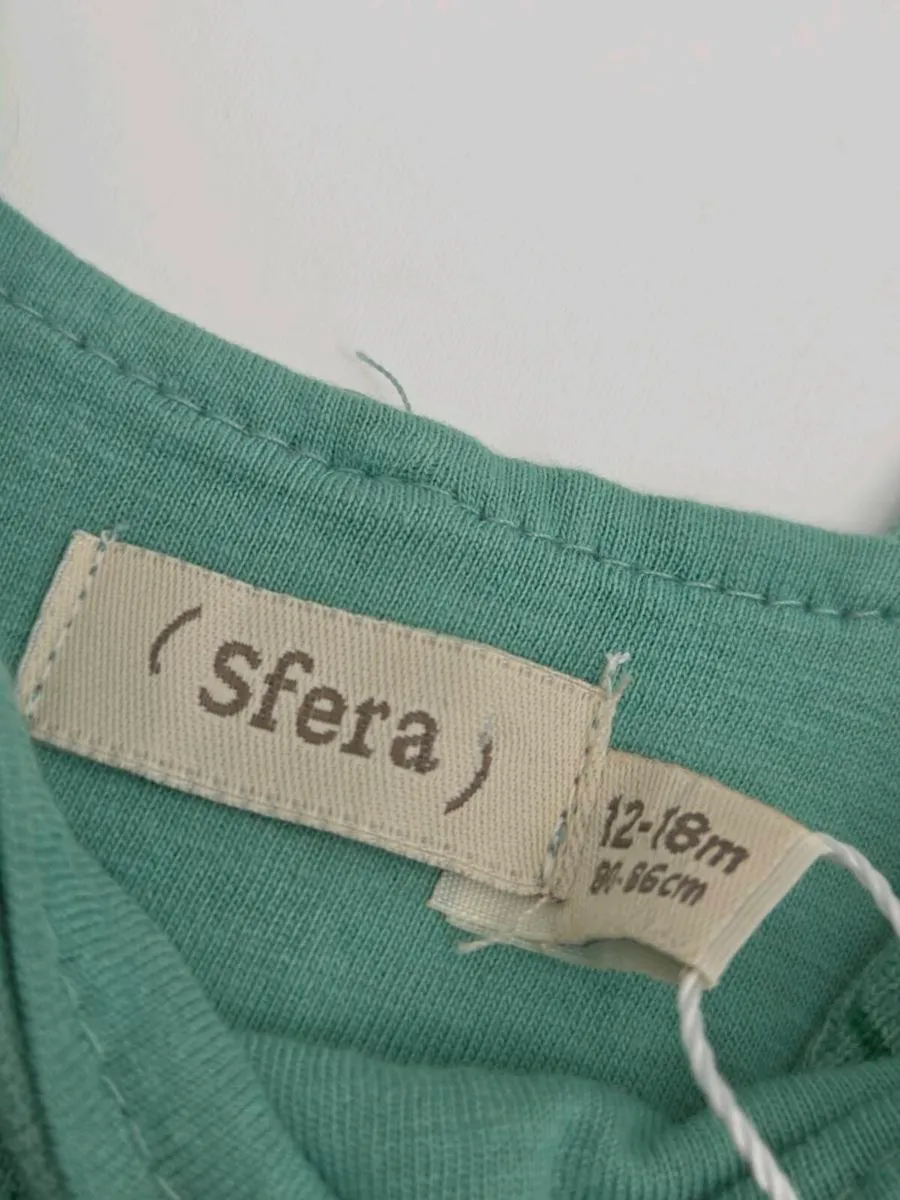 ( Sfera )
12-18m
80-86cm